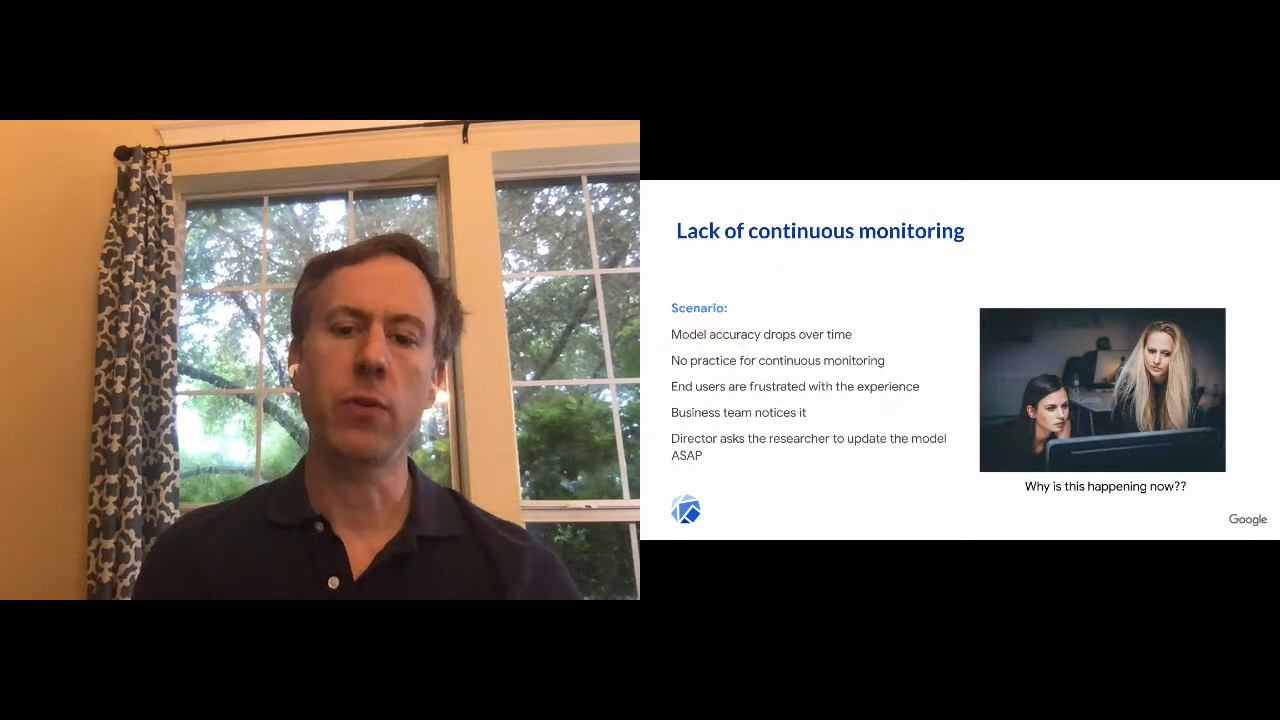 Lack of continuous monitoring
Scenario:
Model accuracy drops over time
No practice for continuous monitoring
End users are frustrated with the experience
Business team notices it
Director asks the researcher to update the model
ASAP
Why is this happening now??
Google